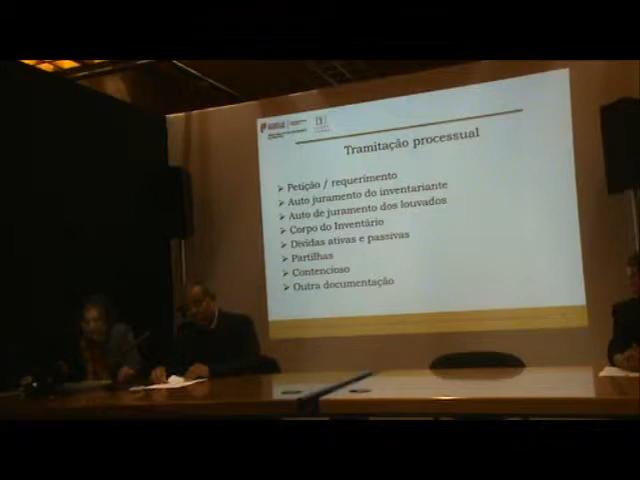 Tramitação processual
➢ Petição / requerimento
➢ Auto juramento do inventariante
➢ Auto de juramento dos louvados
➢ Corpo do Inventário
➢ Dívidas ativas e passivas
➢ Partilhas
➢ Contencioso
➢ Outra documentação